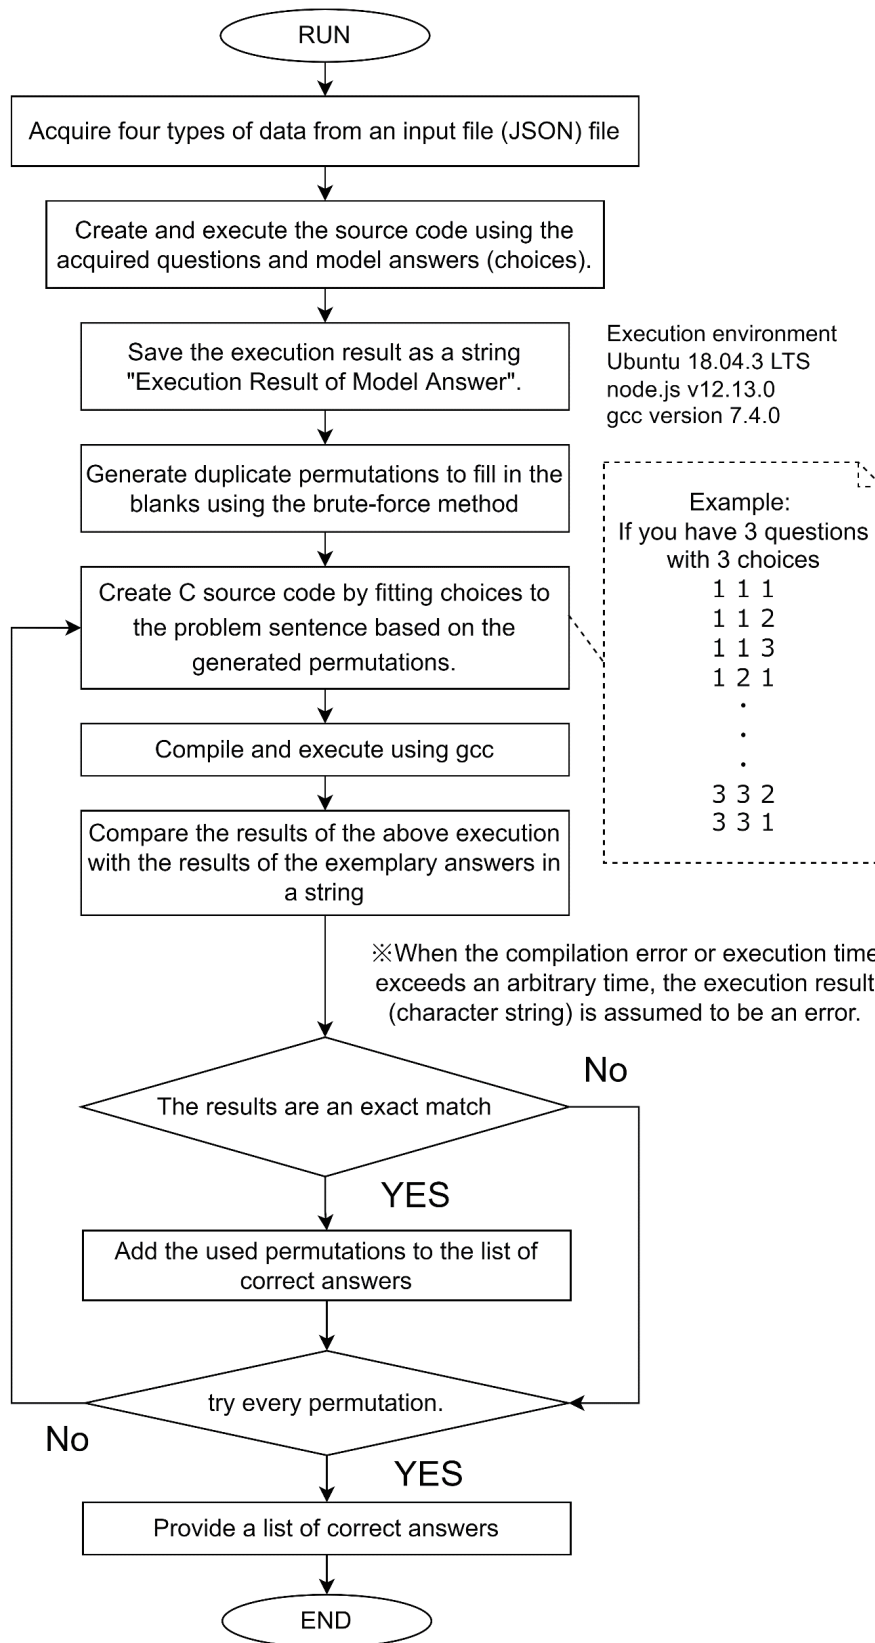 RUN
Acquire four types of data from an input file (JSON) file
Create and execute the source code using the
acquired questions and model answers (choices).
Save the execution result as a string
"Execution Result of Model Answer".
Execution environment
Ubuntu 18.04.3 LTS
node.js v12.13.0
gcc version 7.4.0
Generate duplicate permutations to fill in the
blanks using the brute-force method
Create C source code by fitting choices to
the problem sentence based on the
generated permutations.
Example:
If you have 3 questions
with 3 choices
1 1 1
1 1 2
1 1 3
1 2 1
.
.
.
3 3 2
3 3 1
Compile and execute using gcc
Compare the results of the above execution
with the results of the exemplary answers in
a string
※When the compilation error or execution time
exceeds an arbitrary time, the execution result
(character string) is assumed to be an error.
The results are an exact match
No
YES
Add the used permutations to the list of
correct answers
try every permutation.
No
YES
Provide a list of correct answers
END